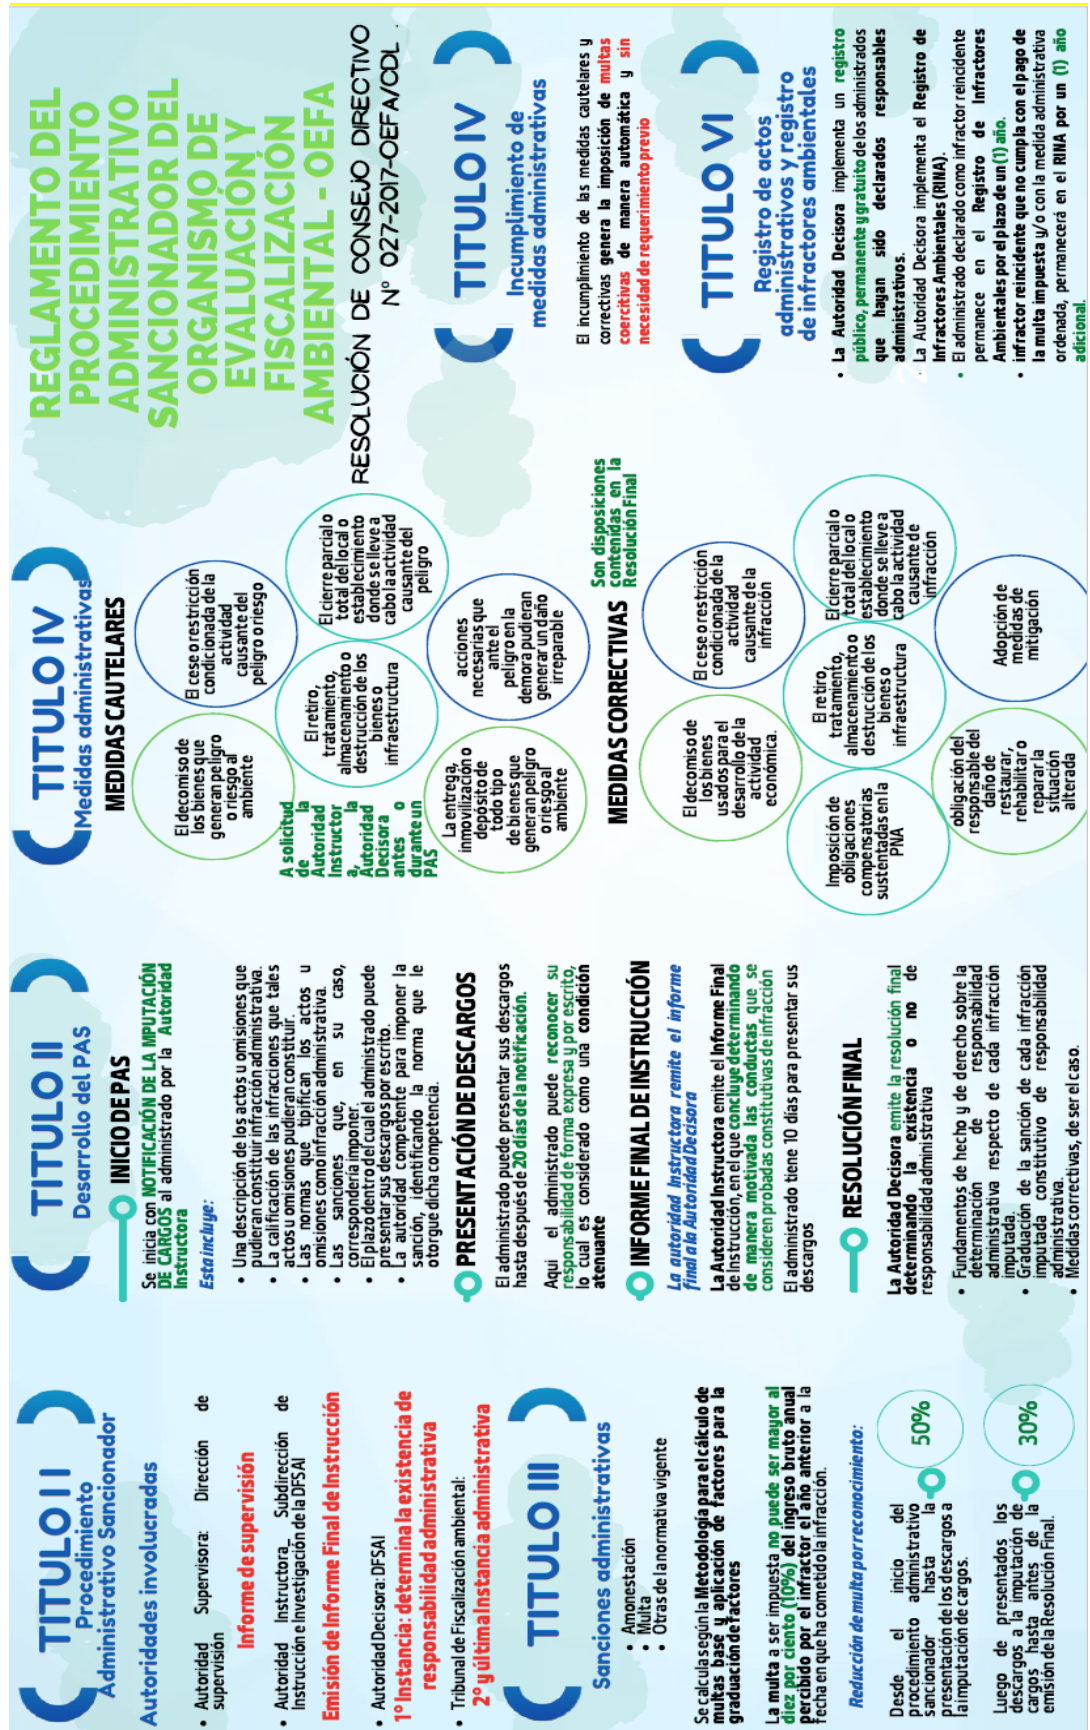 TITULO I I
Procedimiento
Administrativo Sancionador
Autoridades involucradas
• Autoridad Supervisora: Dirección de
supervisión
Informe de supervisión
• Autoridad Instructora_ Subdirección de
Instrucción e Investigación de la DFSAI
Emisión de Informe Final de Instrucción
• Autoridad Decisora: DFSAI
1° Instancia: determina la existencia de
responsabilidad administrativa
• Tribunal de Fiscalización ambiental:
2° y última Instancia administrativa
TITULO III
Sanciones administrativas
• Amonestación
• Multa
• Otras de la normativa vigente
Se calcula según la Metodología para el cálculo de
multas base y aplicación de factores para la
graduación de factores
La multa a ser impuesta no puede ser mayor al
diez por ciento (10%) de ingreso bruto anual
percibido por el infractor el año anterior a la
fecha en que ha cometido la infracción.
Reducción de multa por reconocimiento:
Desde el inicio del
procedimiento administrativo
sancionador hasta la
presentación de los descargos a
la imputación de cargos.
50%
Luego de presentados los
descargos a la imputación de
cargos hasta antes de la
emisión de la Resolución Final.
30%
TITULO II
Desarrollo del PAS
INICIO DE PAS
Se inicia con NOTIFICACIÓN DE LA MPUTACIÓN
DE CARGOS al administrado por la Autoridad
Instructora
Esta incluye:
• Una descripción de los actos u omisiones que
pudieran constituir infracción administrativa.
• La calificación de las infracciones que tales
actos u omisiones pudieran constituir.
• Las normas que tipifican los actos u
omisiones como infracción administrativa.
• Las sanciones que, en su caso,
correspondería imponer.
• El plazo dentro del cual el administrado puede
presentar sus descargos por escrito.
• La autoridad competente para imponer la
sanción, identificando la norma que le
otorgue dicha competencia.
PRESENTACIÓN DE DESCARGOS
El administrado puede presentar sus descargos
hasta después de 20 días de la notificación.
Aqui el administrado puede reconocer su
responsabilidad de forma expresa y por escrito,
lo cual es considerado como una condición
atenuante
INFORME FINAL DE INSTRUCCIÓN
La autoridad Instructora remite el informe
final a la Autoridad Decisora
La Autoridad Instructora emite el Informe Final
de Instrucción, en el que concluye determinando
de manera motivada las conductas que se
consideren probadas constitutivas de infracción
El administrado tiene 10 días para presentar sus
descargos
RESOLUCIÓN FINAL
La Autoridad Decisora emite la resolución final
determinando la existencia o no de
responsabilidad administrativa
• Fundamentos de hecho y de derecho sobre la
determinación de responsabilidad
administrativa respecto de cada infracción
imputada.
• Graduación de la sanción de cada infracción
imputada constitutivo de responsabilidad
administrativa.
• Medidas correctivas, de ser el caso.
TITULO IV
Medidas administrativas
MEDIDAS CAUTELARES
El decomiso de
los bienes que
generan peligro
o riesgo al
ambiente
El cese o restricción
condicionada de la
actividad
causante del
peligro o riesgo
A solicitud
de la
Autoridad
Instructor
a, la
Autoridad
Decisora
antes o
durante un
PAS
El retiro,
tratamiento,
almacenamiento o
destrucción de los
bienes o
infraestructura
El cierre parcial o
total del local o
establecimiento
donde se lleve a
cabo la actividad
causante del
peligro
La entrega,
inmovilización o
depósito de
todo tipo
de bienes que
generan peligro
o riesgo al
ambiente
acciones
necesarias que
ante el
peligro en la
demora pudieran
generar un daño
irreparable
MEDIDAS CORRECTIVAS
Son disposiciones
contenidas en la
Resolución Final
El decomiso de
los bienes
usados para el
desarrollo de la
actividad
económica.
El cese o restricción
condicionada de la
actividad
causante de la
infracción
Imposición de
obligaciones
compensatorias
sustentadas en la
PNA
El retiro,
tratamiento,
almacenamiento o
destrucción de los
bienes o
infraestructura
El cierre parcial o
total del local o
establecimiento
donde se lleve a
cabo la actividad
causante de
infracción
obligación del
responsable del
daño de
restaurar,
rehabilitar o
reparar la
situación
alterada
Adopción de
medidas de
mitigación
REGLAMENTO DEL
PROCEDIMIENTO
ADMINISTRATIVO
SANCIONADOR DEL
ORGANISMO DE
EVALUACIÓN Y
FISCALIZACIÓN
AMBIENTAL - OEFA
RESOLUCIÓN DE CONSEJO DIRECTIVO
N° 027-2017-OEFA/CDL .
TITULO IV
Incumplimiento de
medidas administrativas
El incumplimiento de las medidas cautelares y
correctivas genera la imposición de multas
coercitivas de manera automática y sin
necesidad de requerimiento previo
TITULO VI
Registro de actos
administrativos y registro
de infractores ambientales
• La Autoridad Decisora implementa un registro
público, permanente y gratuito de los administrados
que hayan sido declarados responsables
administrativos.
• La Autoridad Decisora implementa el Registro de
Infractores Ambientales (RINA).
• El administrado declarado como infractor reincidente
permanece en el Registro de Infractores
Ambientales por el plazo de un (1) año.
• infractor reincidente que no cumpla con el pago de
la multa impuesta y/ o con la medida administrativa
ordenada, permanecerá en el RINA por un (1) año
adicional.